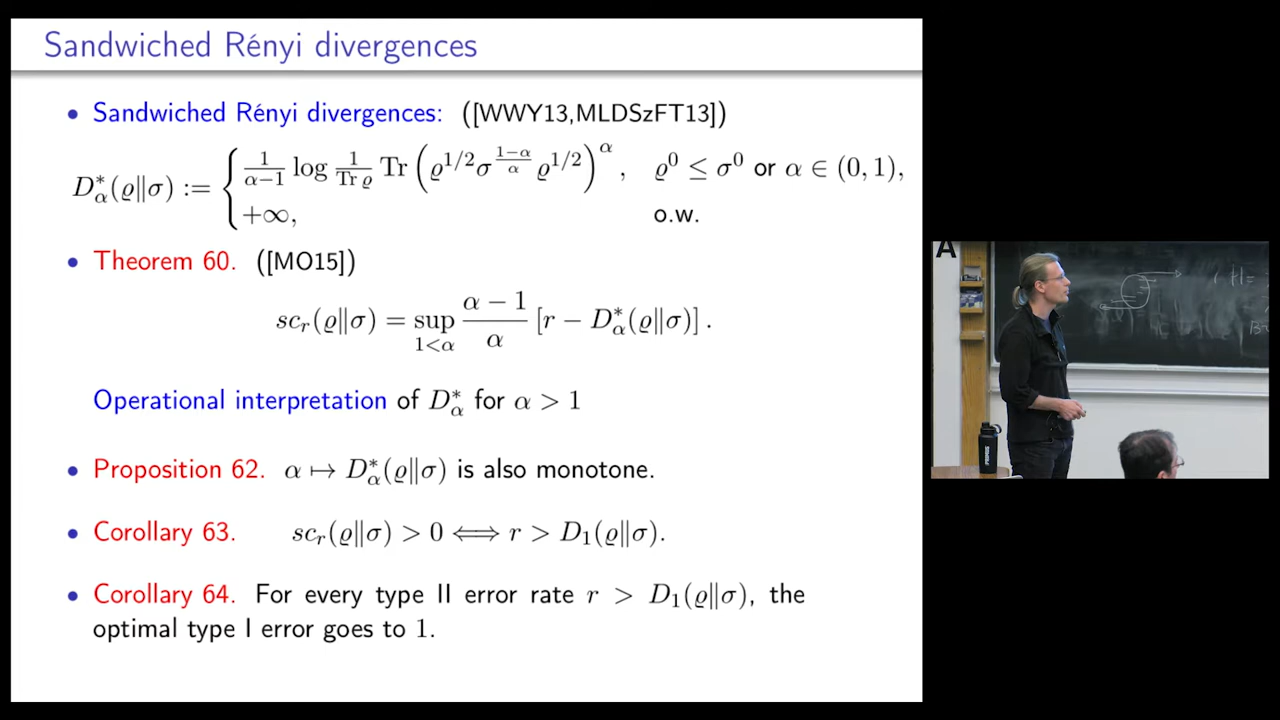 Sandwiched Rényi divergences
• Sandwiched Rényi divergences: ([WWY13,MLDSzFT13])
D*_α(ϱ‖σ) := { 1/(α−1) log 1/(Tr ϱ) Tr (ϱ^{1/2} σ^{(1−α)/α} ϱ^{1/2})^α, ϱ^0 ≤ σ^0 or α ∈ (0, 1),
+∞, o.w.
• Theorem 60. ([MO15])
sc_r(ϱ‖σ) = sup_{1<α} (α − 1)/α [r − D*_α(ϱ‖σ)].
Operational interpretation of D*_α for α > 1
• Proposition 62. α ↦ D*_α(ϱ‖σ) is also monotone.
• Corollary 63. sc_r(ϱ‖σ) > 0 ⟺ r > D_1(ϱ‖σ).
• Corollary 64. For every type II error rate r > D_1(ϱ‖σ), the
optimal type I error goes to 1.
A